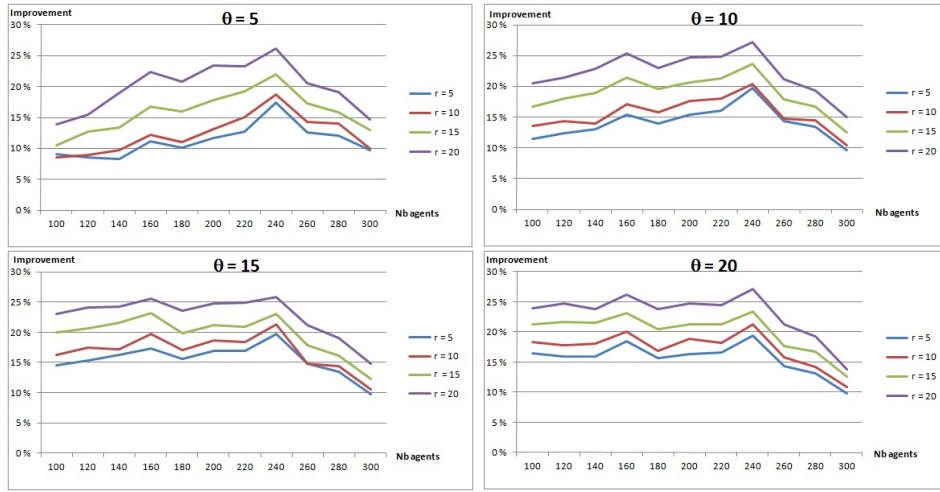 Improvement
θ = 5
30 %
25 %
20 %
15 %
10 %
5 %
0 %
100 120 140 160 180 200 220 240 260 280 300
Nb agents
r = 5
r = 10
r = 15
r = 20
Improvement
θ = 10
30 %
25 %
20 %
15 %
10 %
5 %
0 %
100 120 140 160 180 200 220 240 260 280 300
Nb agents
r = 5
r = 10
r = 15
r = 20
Improvement
θ = 15
30 %
25 %
20 %
15 %
10 %
5 %
0 %
100 120 140 160 180 200 220 240 260 280 300
Nb agents
r = 5
r = 10
r = 15
r = 20
Improvement
θ = 20
30 %
25 %
20 %
15 %
10 %
5 %
0 %
100 120 140 160 180 200 220 240 260 280 300
Nb agents
r = 5
r = 10
r = 15
r = 20